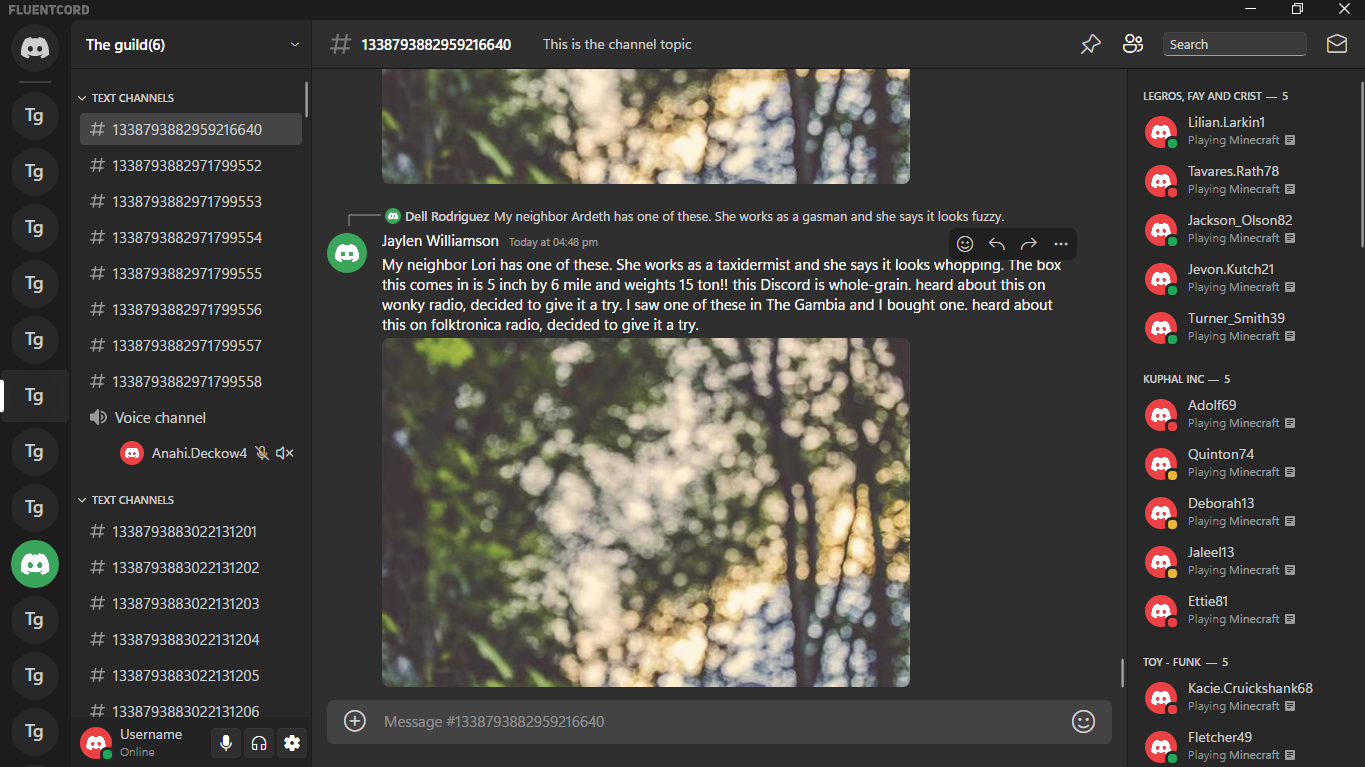 FLUENTCORD
Tg
Tg
Tg
Tg
Tg
Tg
Tg
Tg
Tg
Tg
Tg
The guild(6)
TEXT CHANNELS
# 1338793882959216640
# 1338793882971799552
# 1338793882971799553
# 1338793882971799554
# 1338793882971799555
# 1338793882971799556
# 1338793882971799557
# 1338793882971799558
Voice channel
Anahi.Deckow4
TEXT CHANNELS
# 1338793883022131201
# 1338793883022131202
# 1338793883022131203
# 1338793883022131204
# 1338793883022131205
# 1338793883022131206
Username
Online
# 1338793882959216640 This is the channel topic
Search
Dell Rodriguez My neighbor Ardeth has one of these. She works as a gasman and she says it looks fuzzy.
Jaylen Williamson Today at 04:48 pm
My neighbor Lori has one of these. She works as a taxidermist and she says it looks whopping. The box
this comes in is 5 inch by 6 mile and weights 15 ton!! this Discord is whole-grain. heard about this on
wonky radio, decided to give it a try. I saw one of these in The Gambia and I bought one. heard about
this on folktronica radio, decided to give it a try.
Message #1338793882959216640
LEGROS, FAY AND CRIST — 5
Lilian.Larkin1
Playing Minecraft
Tavares.Rath78
Playing Minecraft
Jackson_Olson82
Playing Minecraft
Jevon.Kutch21
Playing Minecraft
Turner_Smith39
Playing Minecraft
KUPHAL INC — 5
Adolf69
Playing Minecraft
Quinton74
Playing Minecraft
Deborah13
Playing Minecraft
Jaleel13
Playing Minecraft
Ettie81
Playing Minecraft
TOY - FUNK — 5
Kacie.Cruickshank68
Playing Minecraft
Fletcher49
Playing Minecraft